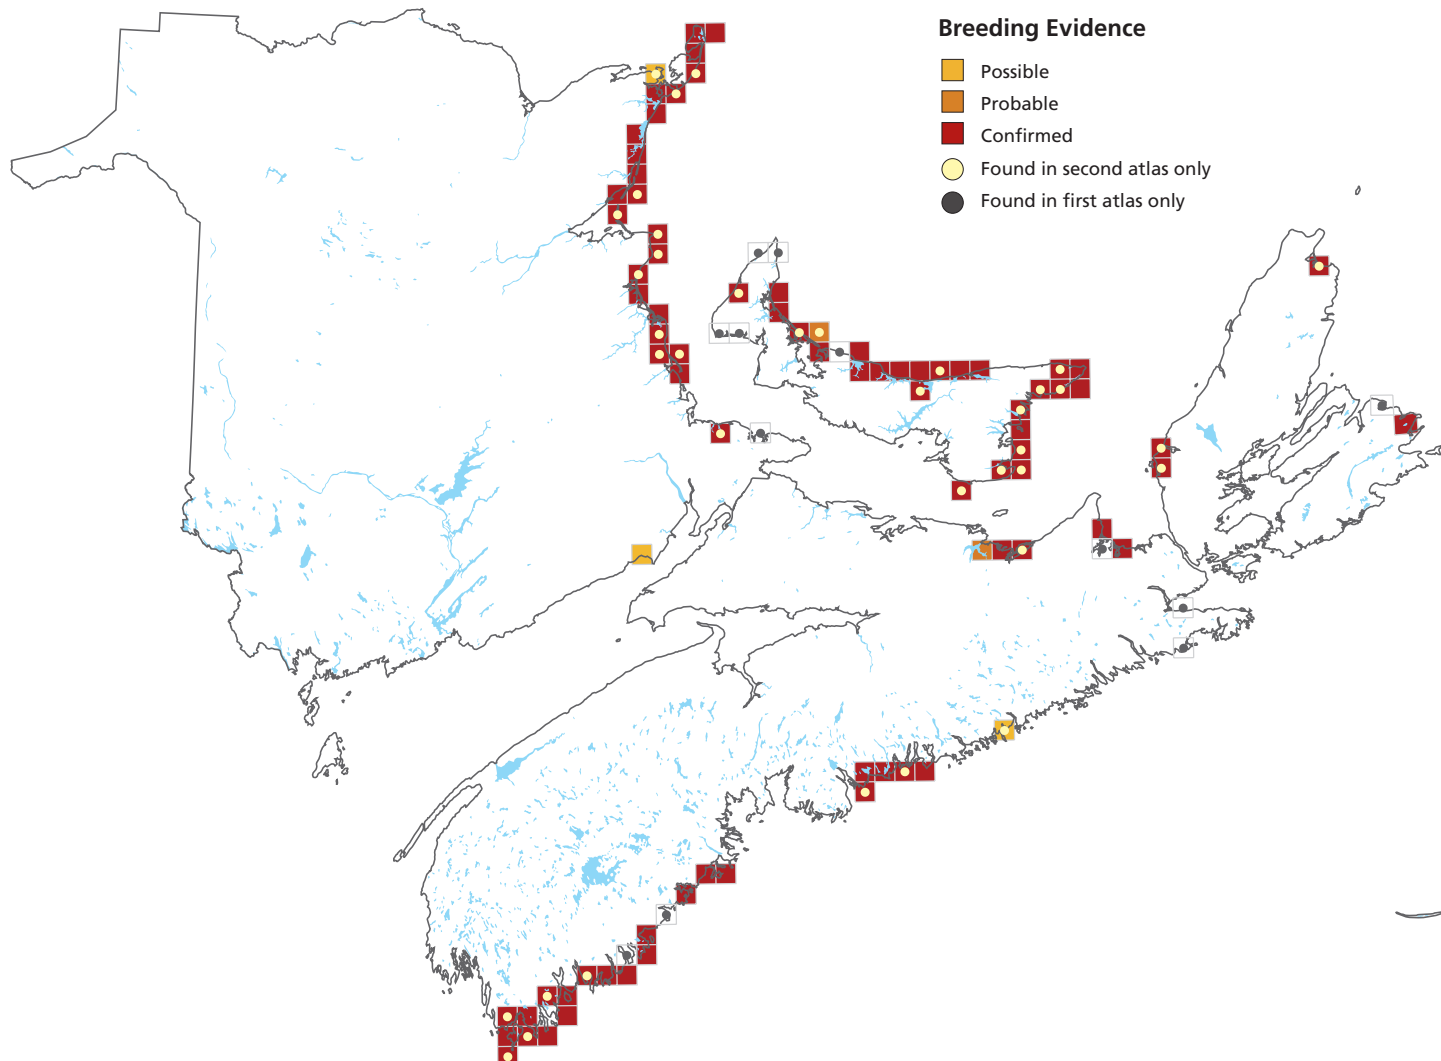 Breeding Evidence
Possible
Probable
Confirmed
Found in second atlas only
Found in first atlas only